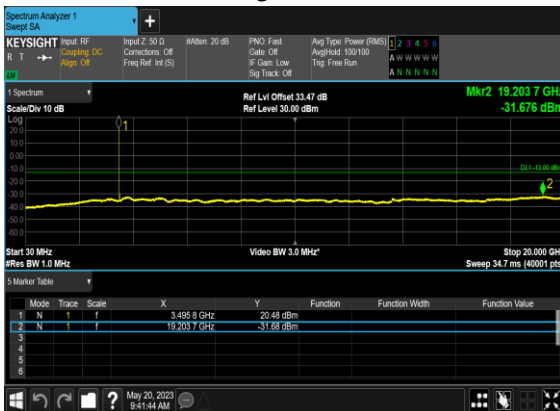 Spectrum Analyzer 1
Swept SA
KEYSIGHT Input: RF Input Z: 50 Ω #Atten: 20 dB PNO: Fast Avg Type: Power (RMS) 1 2 3 4 5 6
R T Coupling: DC Corrections: Off Gate: Off Avg|Hold: 100/100 A W W W W W
Align: Off Freq Ref: Int (S) IF Gain: Low Trig: Free Run
Sig Track: Off A N N N N N
LV
1 Spectrum Ref Lvl Offset 33.47 dB Mkr2 19.203 7 GHz
Scale/Div 10 dB Ref Level 30.00 dBm -31.676 dBm
Log
1
20.0
10.0
0.00
-10.0
DL1 -13.00 dBm
-20.0
2
-30.0
-40.0
-50.0
-60.0
Start 30 MHz Video BW 3.0 MHz* Stop 20.000 GH
#Res BW 1.0 MHz Sweep 34.7 ms (40001 pts
5 Marker Table
Mode Trace Scale X Y Function Function Width Function Value
1 N 1 f 3.495 8 GHz 20.48 dBm
2 N 1 f 19.203 7 GHz -31.68 dBm
3
4
5
6
? May 20, 2023
9:41:44 AM